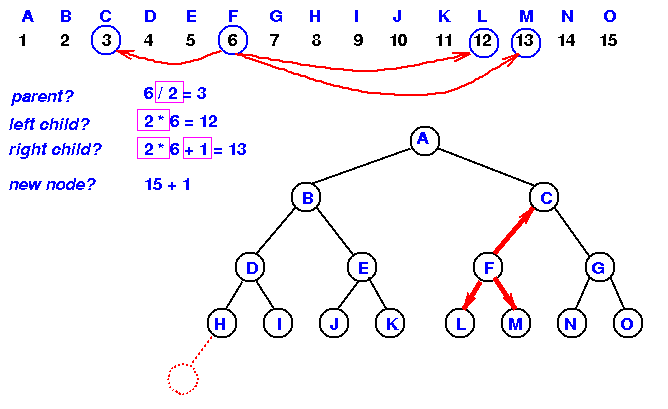 A B C D E F G H I J K L M N O
1 2 3 4 5 6 7 8 9 10 11 12 13 14 15
parent? 6 / 2 = 3
left child? 2 * 6 = 12
right child? 2 * 6 + 1 = 13
new node? 15 + 1
A
B C
D E F G
H I J K L M N O